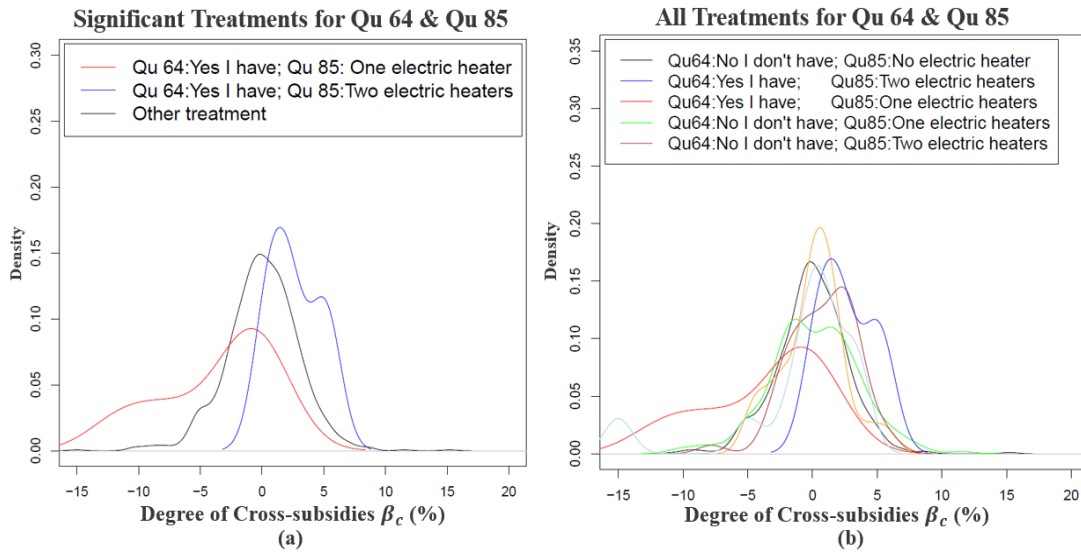 Significant Treatments for Qu 64 & Qu 85
Qu 64:Yes I have; Qu 85: One electric heater
Qu 64:Yes I have; Qu 85:Two electric heaters
Other treatment
0.30
0.25
0.20
0.15
0.10
0.05
0.00
Density
−15 −10 −5 0 5 10 15 20
Degree of Cross-subsidies βc (%)
(a)
All Treatments for Qu 64 & Qu 85
Qu64:No I don't have; Qu85:No electric heater
Qu64:Yes I have; Qu85:Two electric heaters
Qu64:Yes I have; Qu85:One electric heaters
Qu64:No I don't have; Qu85:One electric heaters
Qu64:No I don't have; Qu85:Two electric heaters
0.35
0.30
0.25
0.20
0.15
0.10
0.05
0.00
Density
−15 −10 −5 0 5 10 15 20
Degree of Cross-subsidies βc (%)
(b)